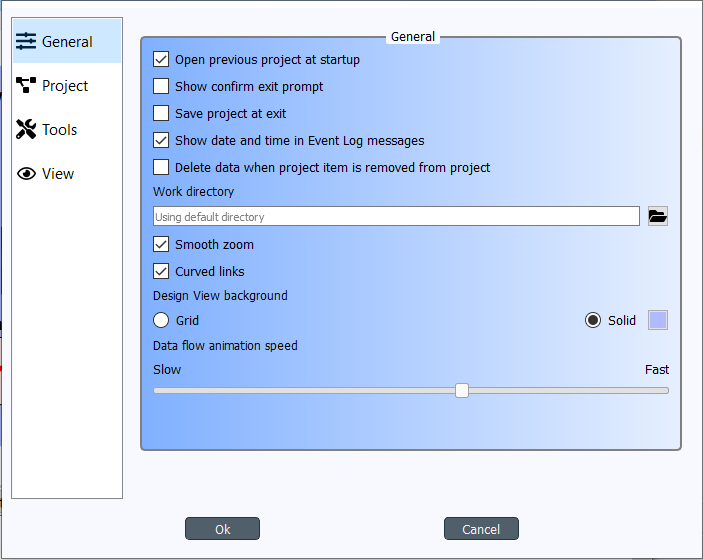 General
Project
Tools
View
General
Open previous project at startup
Show confirm exit prompt
Save project at exit
Show date and time in Event Log messages
Delete data when project item is removed from project
Work directory
Using default directory
Smooth zoom
Curved links
Design View background
Grid
Solid
Data flow animation speed
Slow
Fast
Ok
Cancel